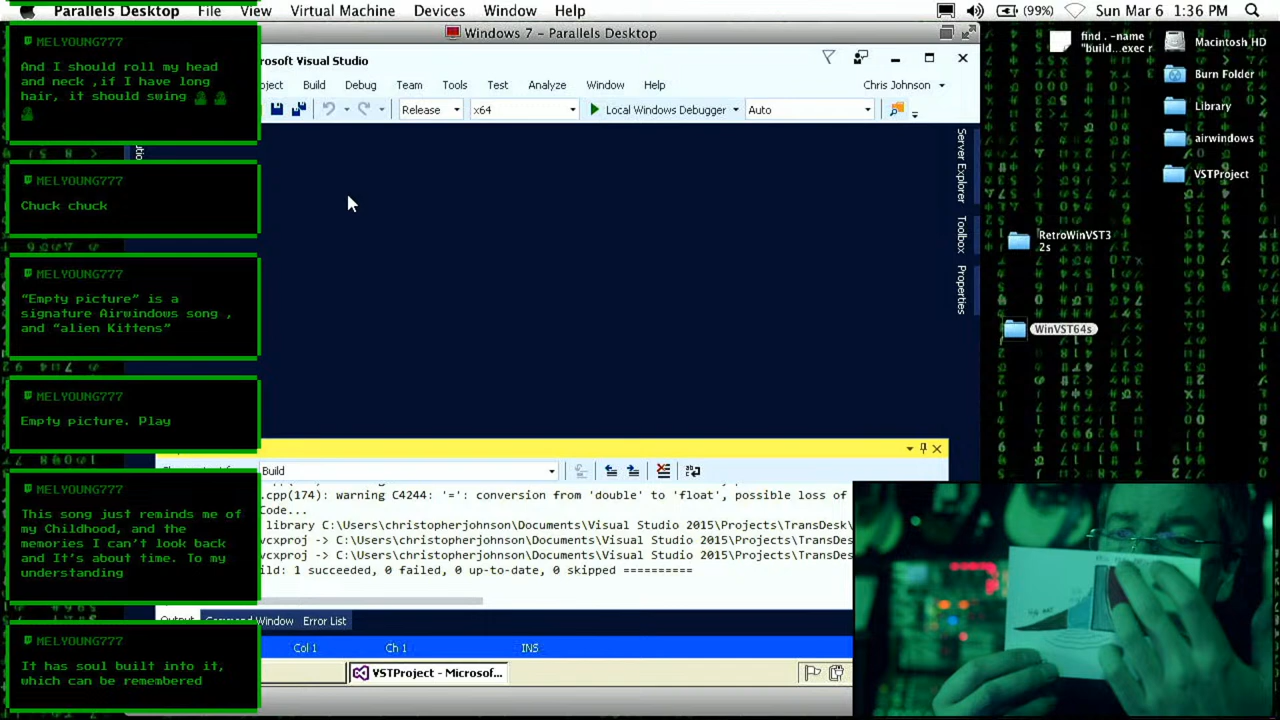 Parallels Desktop File View Virtual Machine Devices Window Help
(99%) Sun Mar 6 1:36 PM
Windows 7 - Parallels Desktop
MELYOUNG777
And I should roll my head
and neck ,if I have long
hair, it should swing
MELYOUNG777
Chuck chuck
MELYOUNG777
“Empty picture” is a
signature Airwindows song ,
and “alien Kittens”
MELYOUNG777
Empty picture. Play
MELYOUNG777
This song just reminds me of
my Childhood, and the
memories I can’t look back
and It’s about time. To my
understanding
MELYOUNG777
It has soul built into it,
which can be remembered
rosoft Visual Studio
oject Build Debug Team Tools Test Analyze Window Help
Chris Johnson
Release x64 Local Windows Debugger Auto
Server Explorer
Toolbox
Properties
Build
.cpp(174): warning C4244: '=': conversion from 'double' to 'float', possible loss of
Code...
library C:\Users\christopherjohnson\Documents\Visual Studio 2015\Projects\TransDesk\
vcxproj -> C:\Users\christopherjohnson\Documents\Visual Studio 2015\Projects\TransDes
vcxproj -> C:\Users\christopherjohnson\Documents\Visual Studio 2015\Projects\TransDes
ild: 1 succeeded, 0 failed, 0 up-to-date, 0 skipped ==========
Output Command Window Error List
Col 1 Ch 1 INS
VSTProject - Microsof...
find . -name
"build...exec r
Macintosh HD
Burn Folder
Library
airwindows
VSTProject
RetroWinVST3
2s
WinVST64s